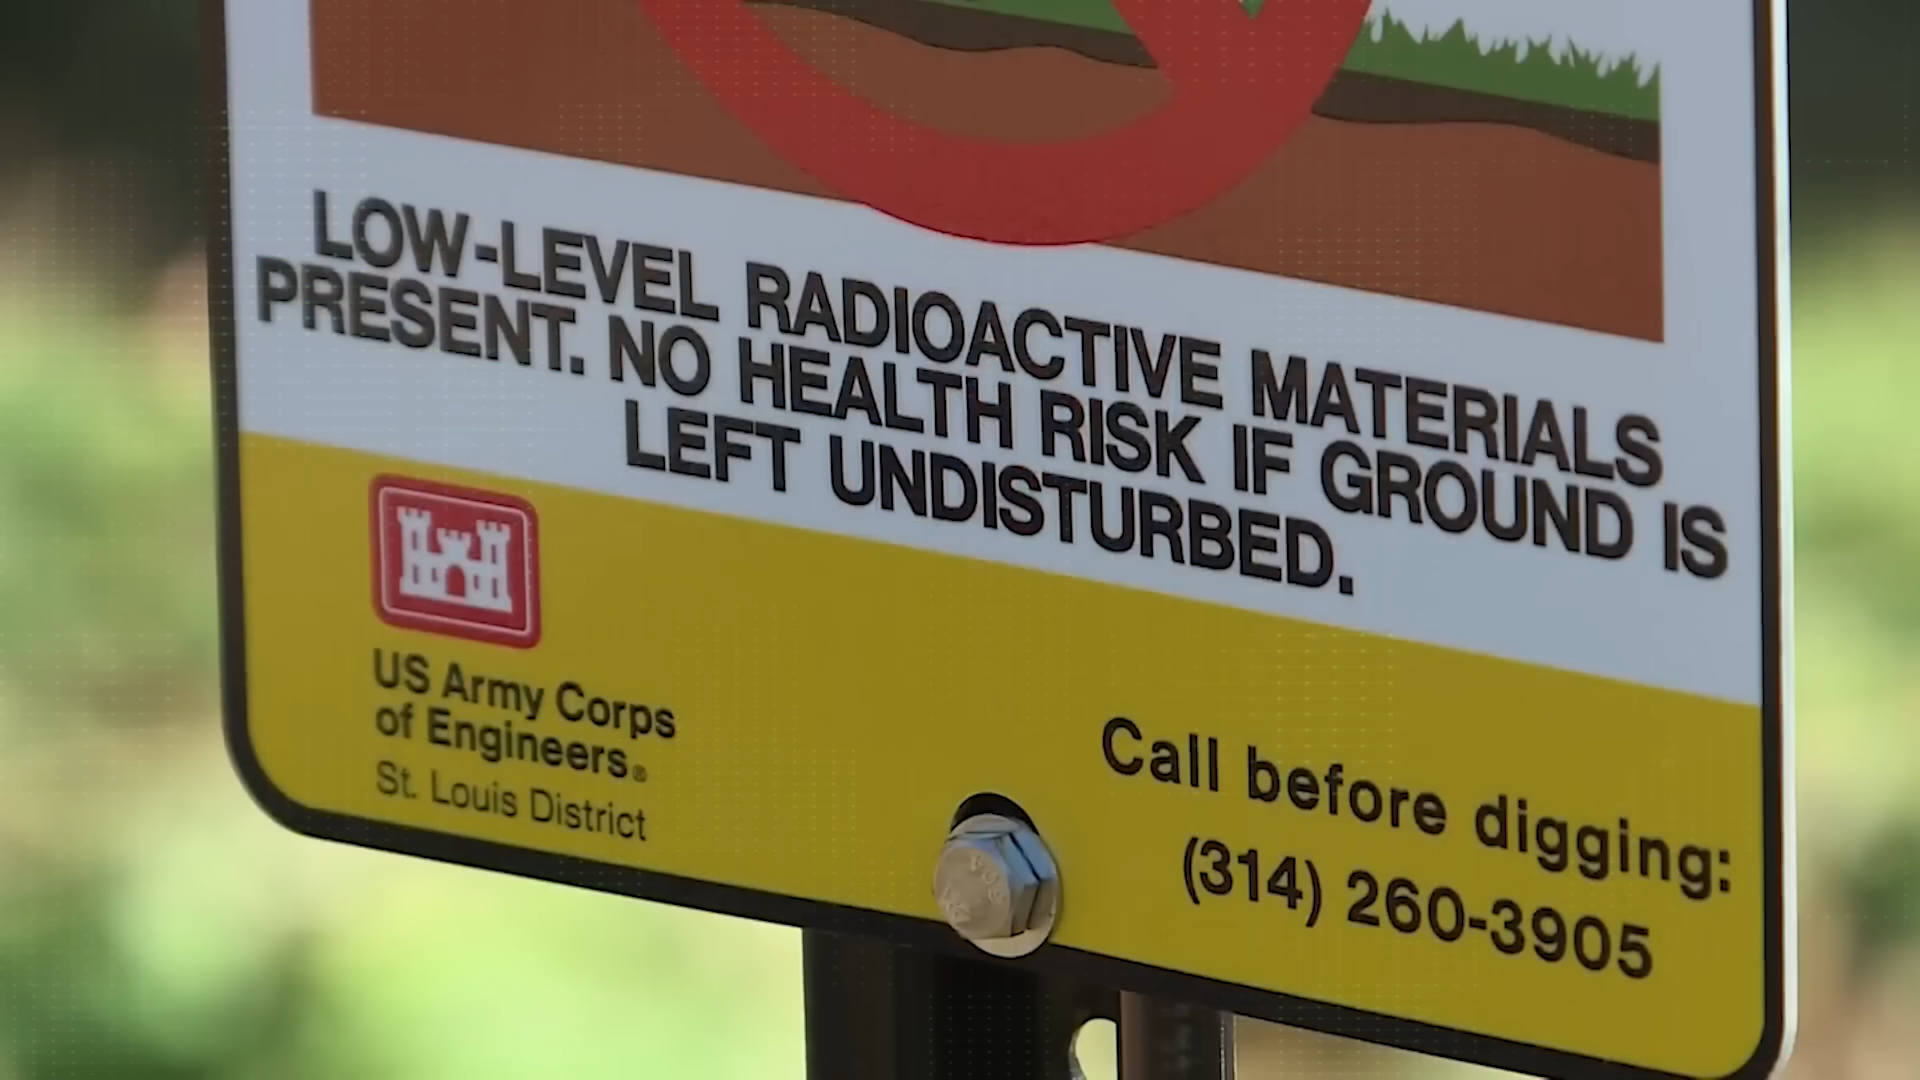 LOW-LEVEL RADIOACTIVE MATERIALS
PRESENT. NO HEALTH RISK IF GROUND IS
LEFT UNDISTURBED.
US Army Corps
of Engineers®
St. Louis District
Call before digging:
(314) 260-3905